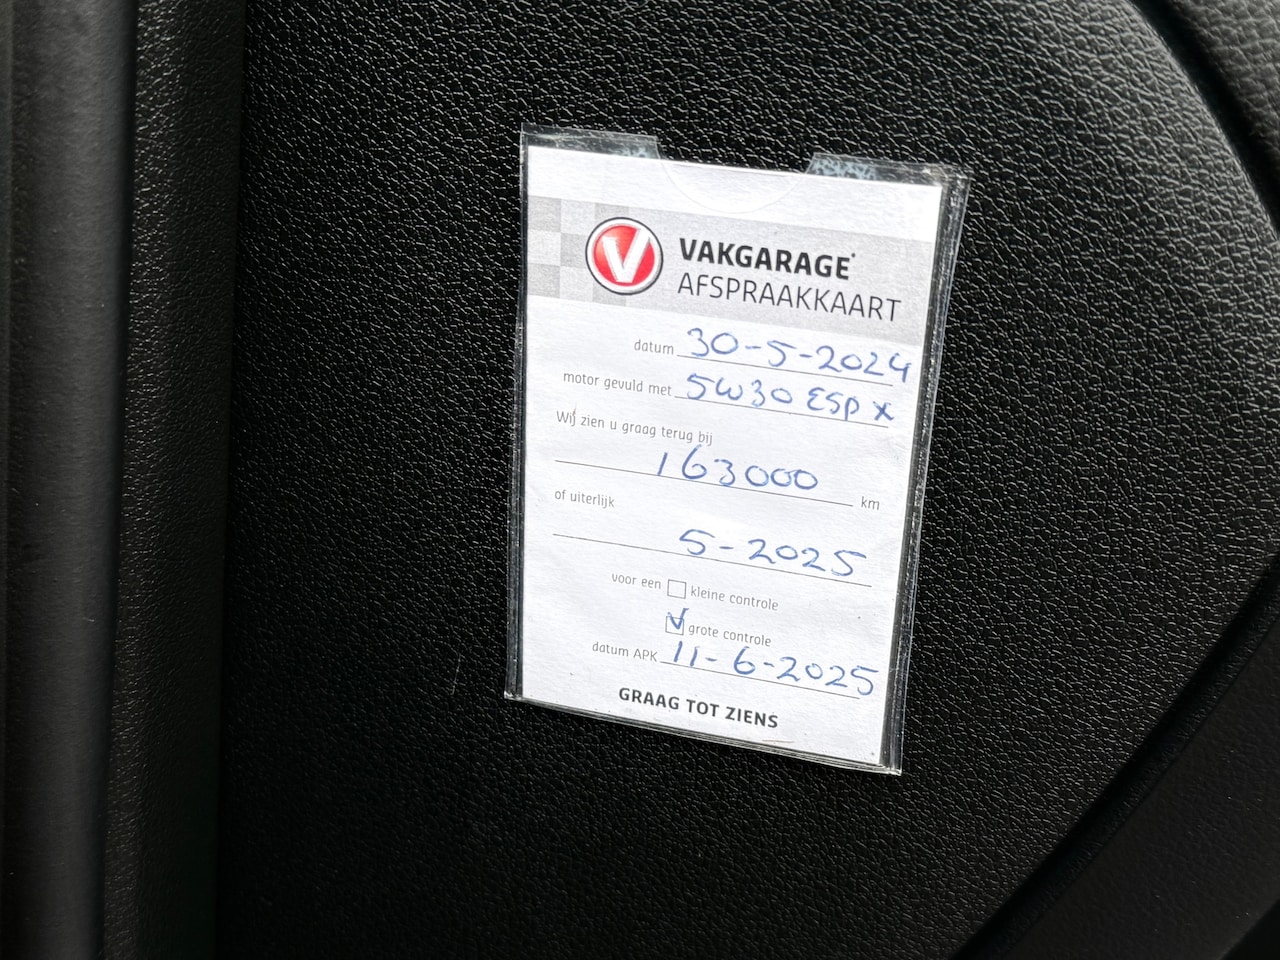 V VAKGARAGE
AFSPRAAKKAART
datum 30-5-2024
motor gevuld met 5W30 ESP x
Wij zien u graag terug bij
163000 km
of uiterlijk
5-2025
voor een kleine controle
V grote controle
datum APK 11-6-2025
GRAAG TOT ZIENS